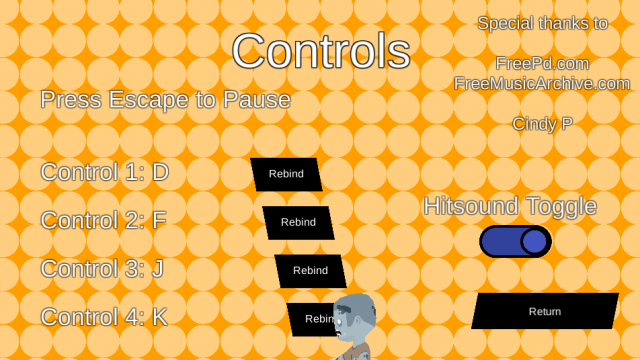 Controls
Special thanks to
FreePd.com
FreeMusicArchive.com
Cindy P
Press Escape to Pause
Control 1: D
Rebind
Control 2: F
Rebind
Control 3: J
Rebind
Control 4: K
Rebin
Hitsound Toggle
Return